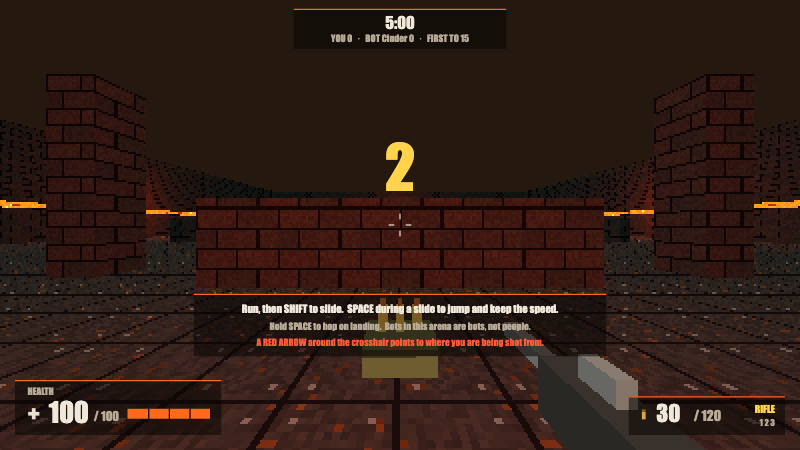 5:00
YOU 0 · BOT Cinder 0 · FIRST TO 15
2
Run, then SHIFT to slide. SPACE during a slide to jump and keep the speed.
Hold SPACE to hop on landing. Bots in this arena are bots, not people.
A RED ARROW around the crosshair points to where you are being shot from.
HEALTH
+ 100 / 100
30 / 120
RIFLE
1 2 3